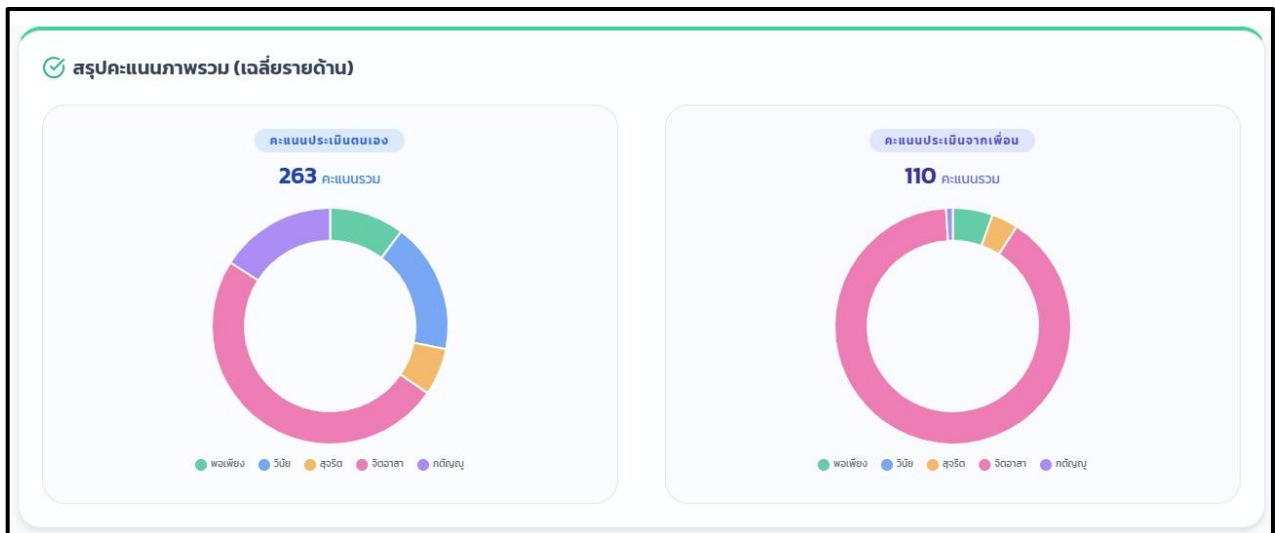 สรุปคะแนนภาพรวม (เฉลี่ยรายด้าน)
คะแนนประเมินตนเอง
263 คะแนนรวม
พอเพียง วินัย สุจริต จิตอาสา กตัญญู
คะแนนประเมินจากเพื่อน
110 คะแนนรวม
พอเพียง วินัย สุจริต จิตอาสา กตัญญู